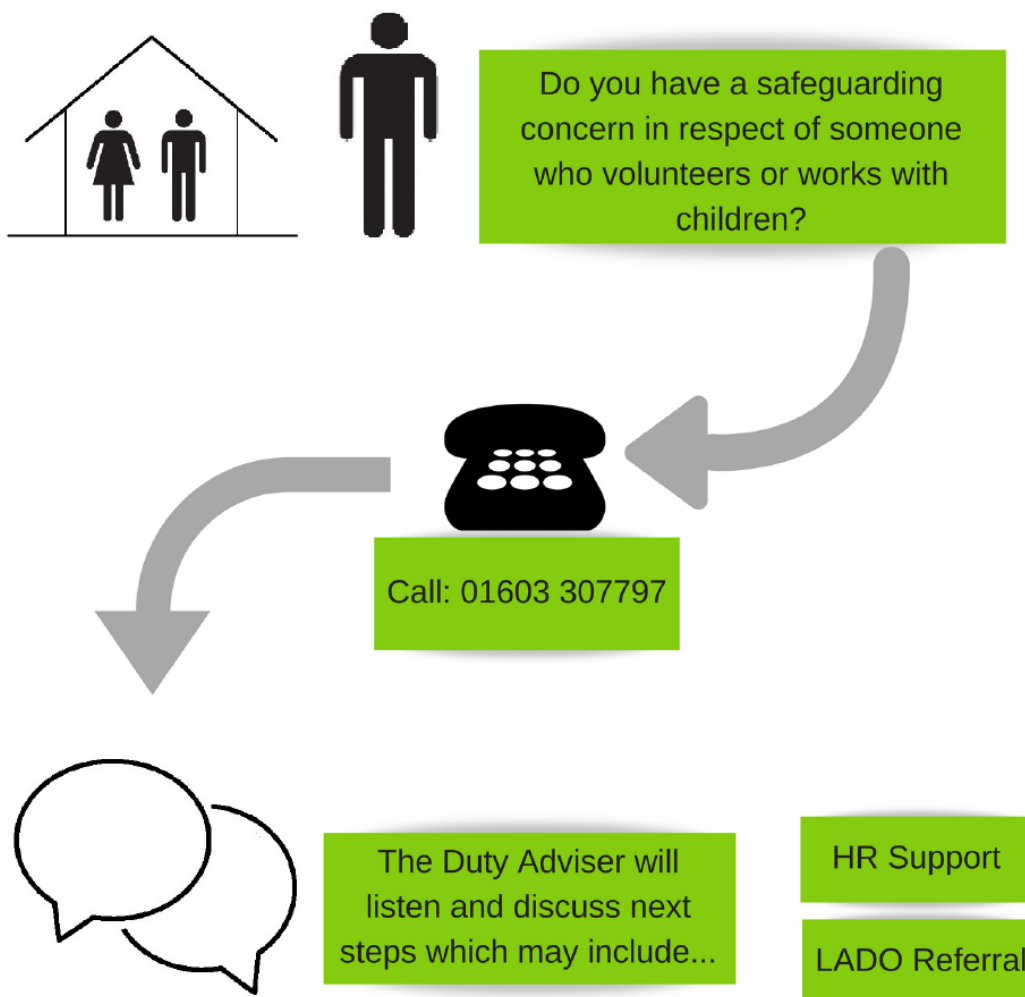 Do you have a safeguarding
concern in respect of someone
who volunteers or works with
children?
Call: 01603 307797
The Duty Adviser will
listen and discuss next
steps which may include...
HR Support
LADO Referral